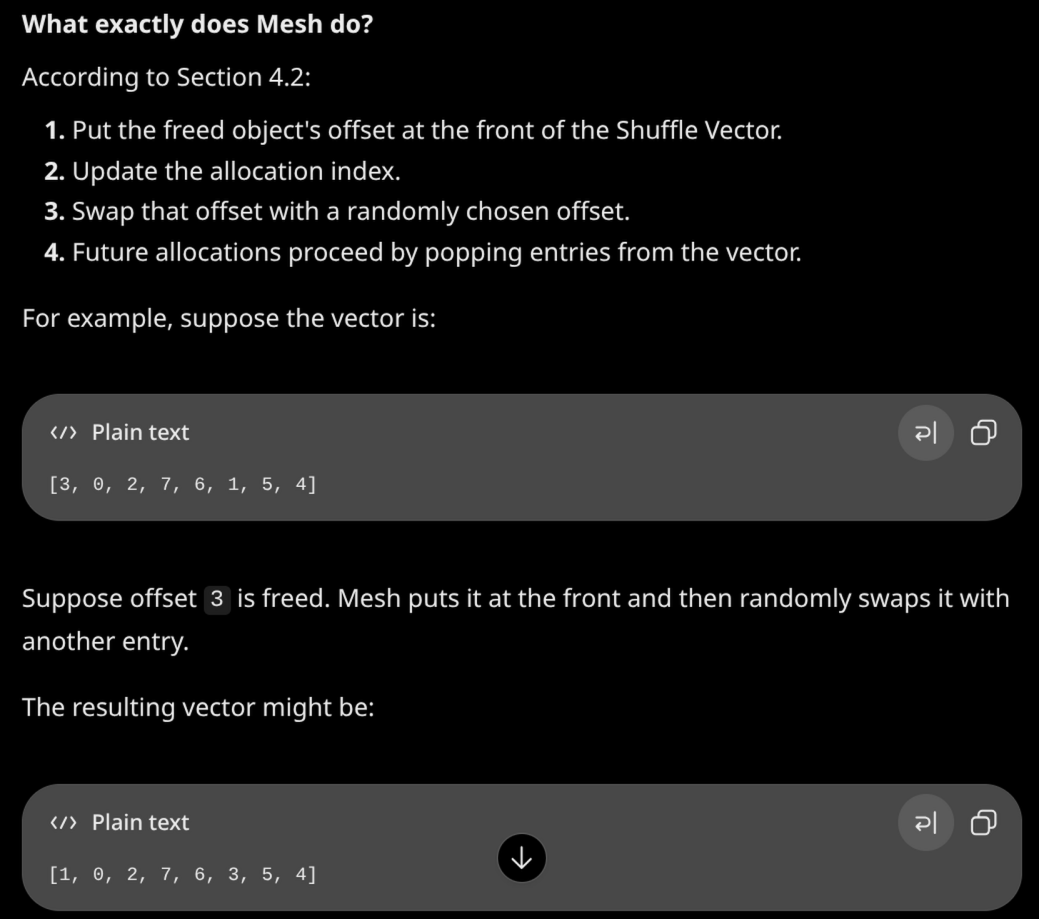 What exactly does Mesh do?
According to Section 4.2:
1. Put the freed object's offset at the front of the Shuffle Vector.
2. Update the allocation index.
3. Swap that offset with a randomly chosen offset.
4. Future allocations proceed by popping entries from the vector.
For example, suppose the vector is:
Plain text
[3, 0, 2, 7, 6, 1, 5, 4]
Suppose offset 3 is freed. Mesh puts it at the front and then randomly swaps it with
another entry.
The resulting vector might be:
Plain text
[1, 0, 2, 7, 6, 3, 5, 4]